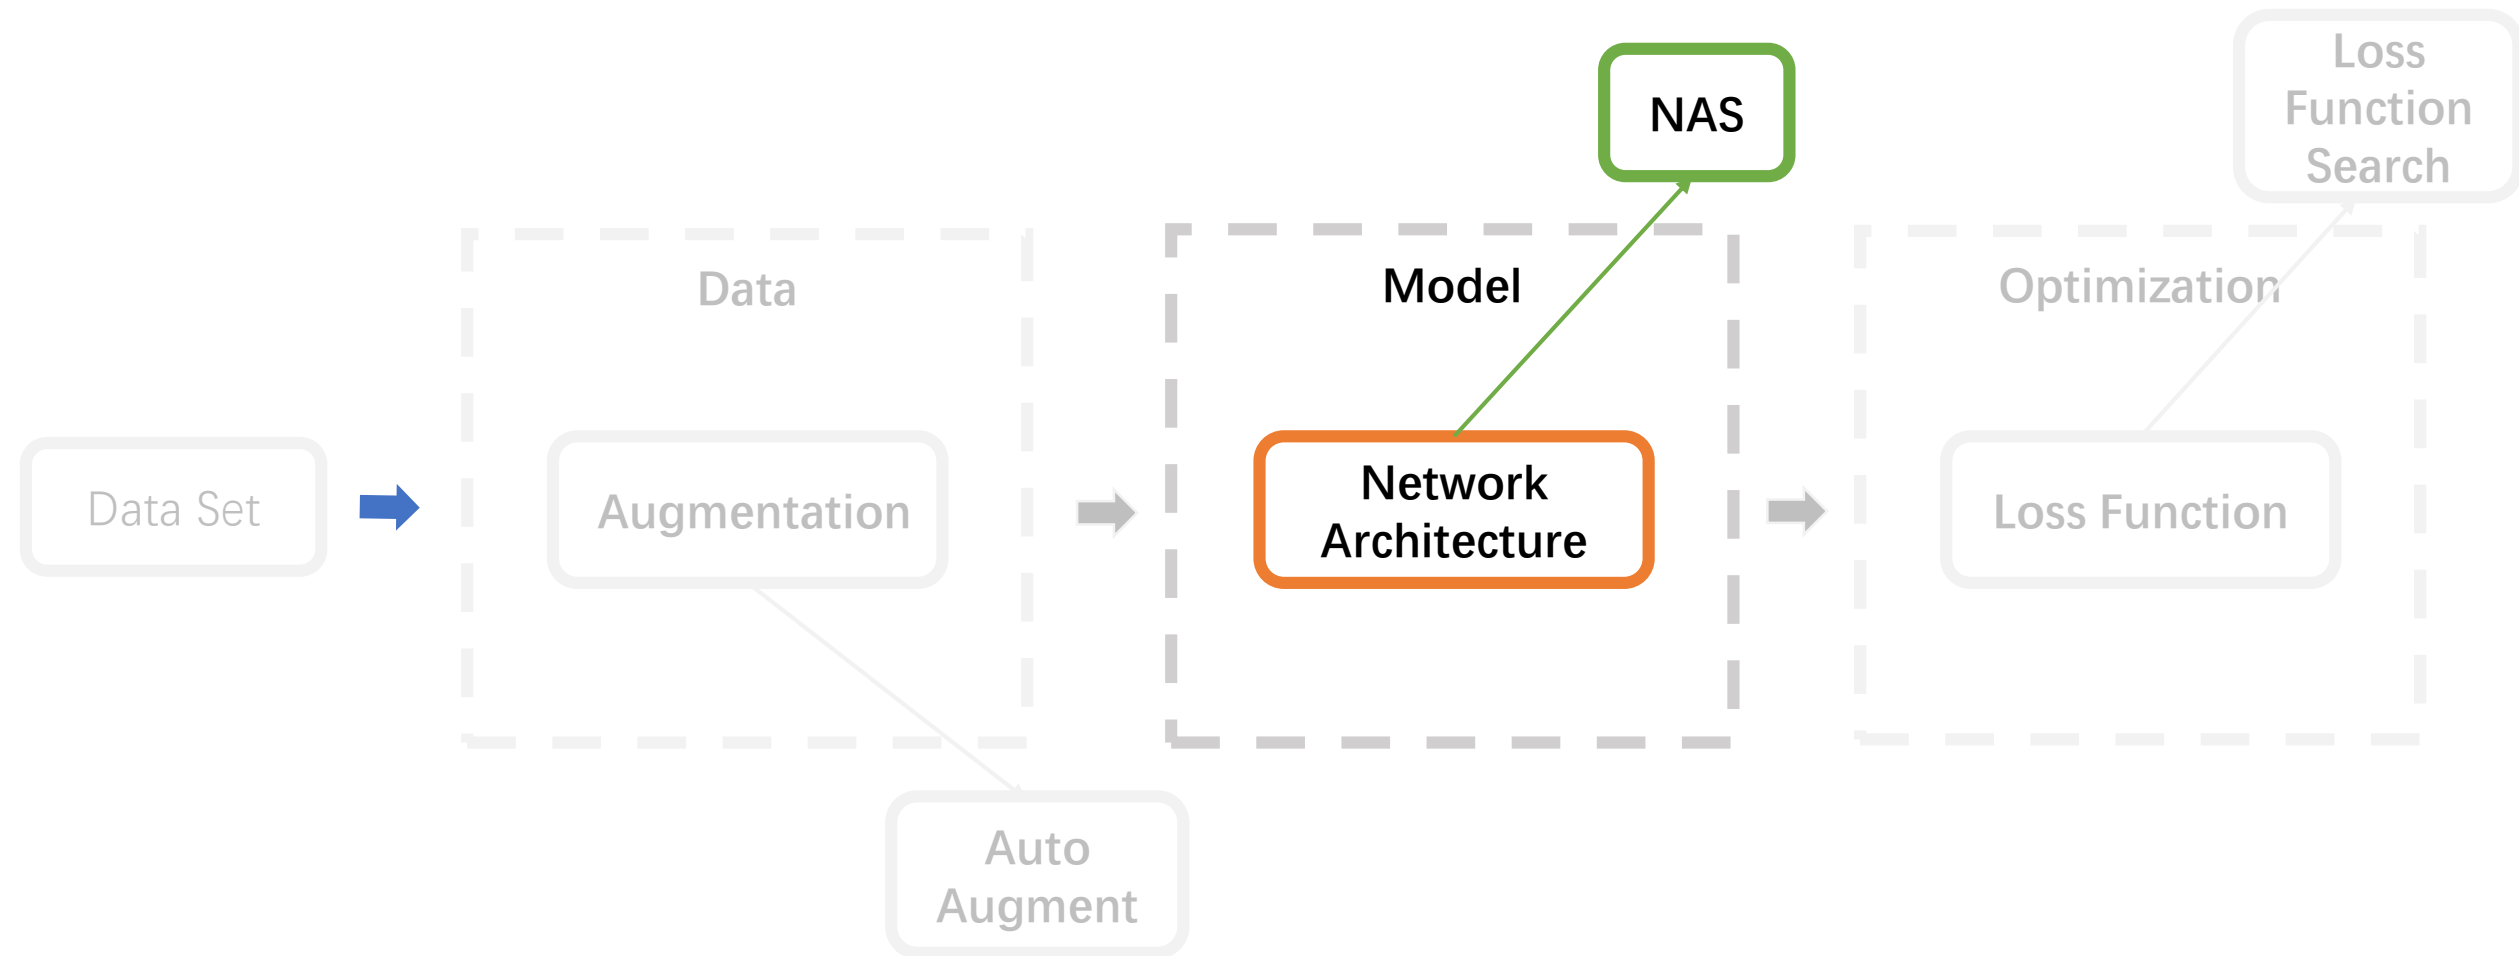 Loss
Function
Search
NAS
Data
Model
Optimization
Data Set
Augmentation
Network
Architecture
Loss Function
Auto
Augment